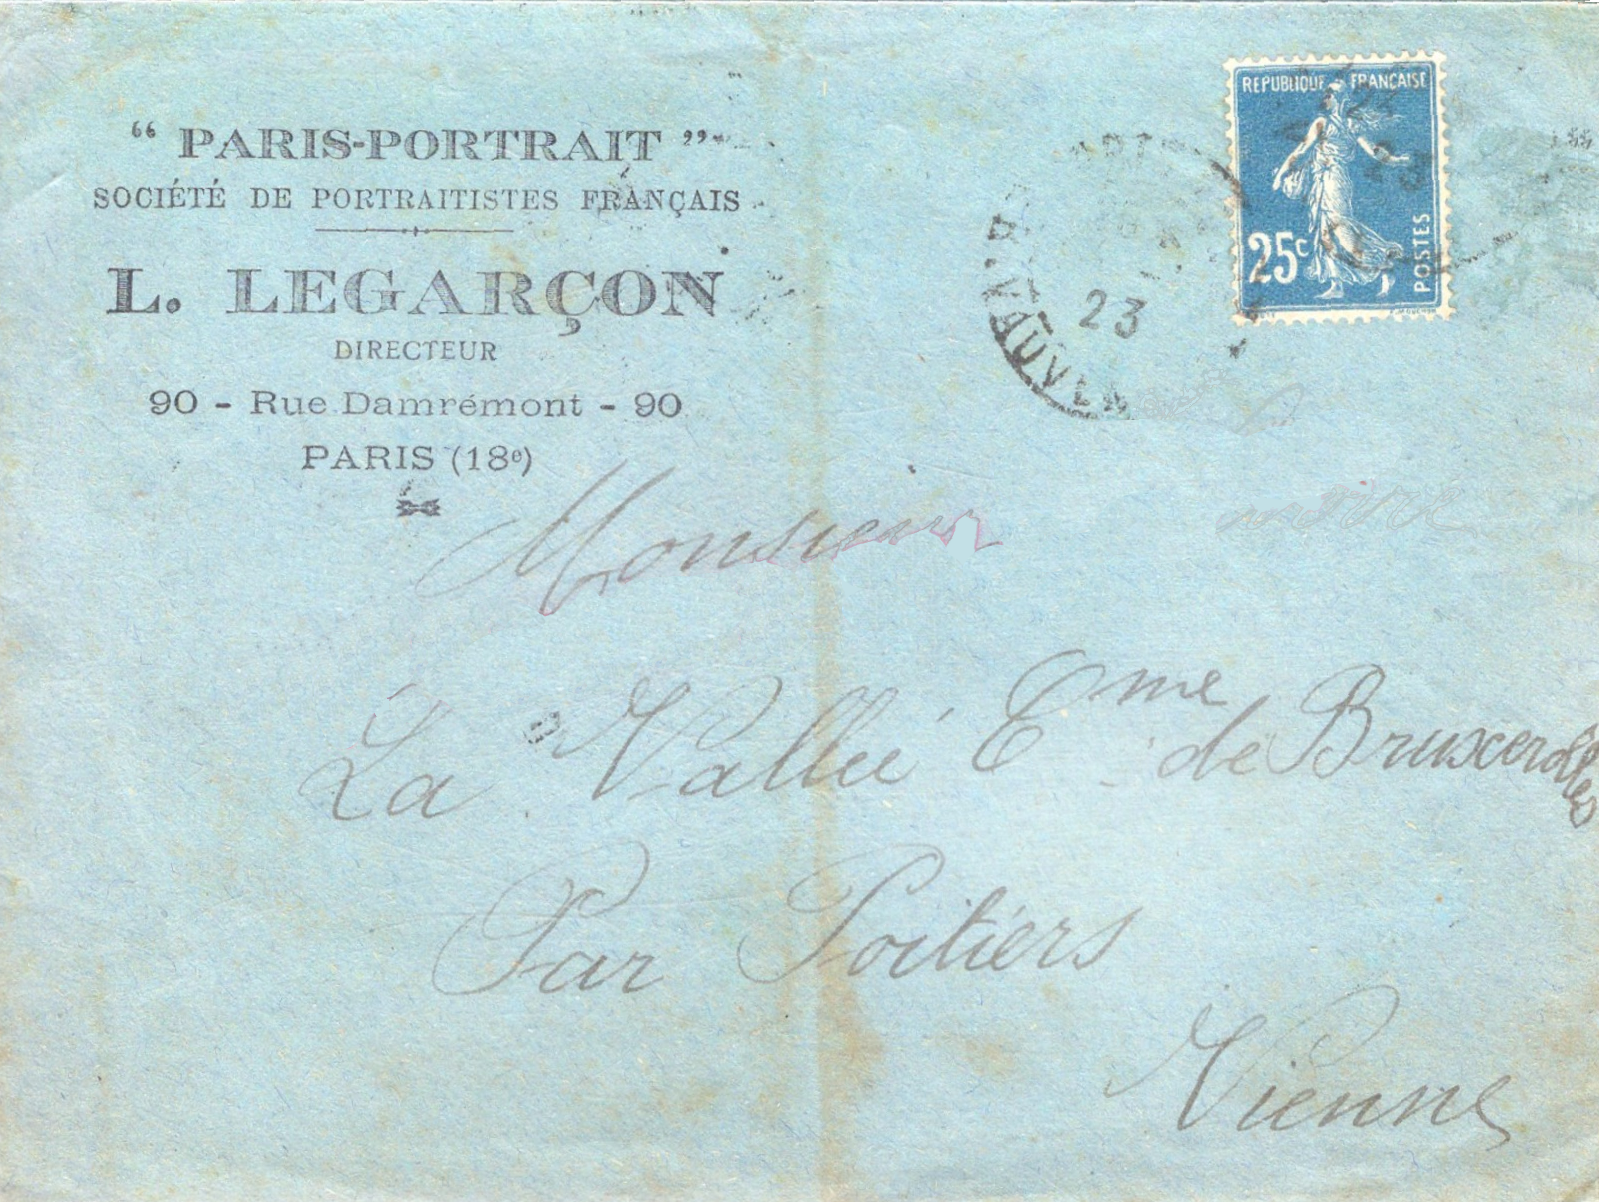 “ PARIS-PORTRAIT ”
SOCIÉTÉ DE PORTRAITISTES FRANÇAIS
L. LEGARÇON
DIRECTEUR
90 - Rue Damrémont - 90
PARIS (18e)
REPUBLIQUE FRANÇAISE
25c
POSTES
23
Monsieur
La Vallée Eme de Bruxerolles
Par Poitiers
Vienne